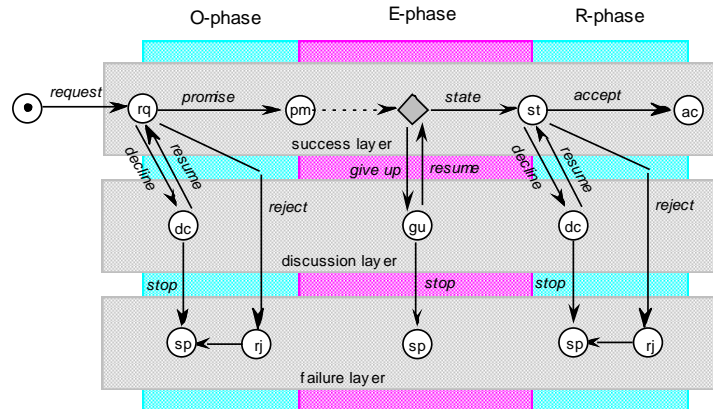 O-phase E-phase R-phase
request rq promise pm state st accept ac
success layer
decline resume give up resume decline resume
reject reject
dc gu dc
discussion layer
stop stop stop
sp rj sp sp rj
failure layer